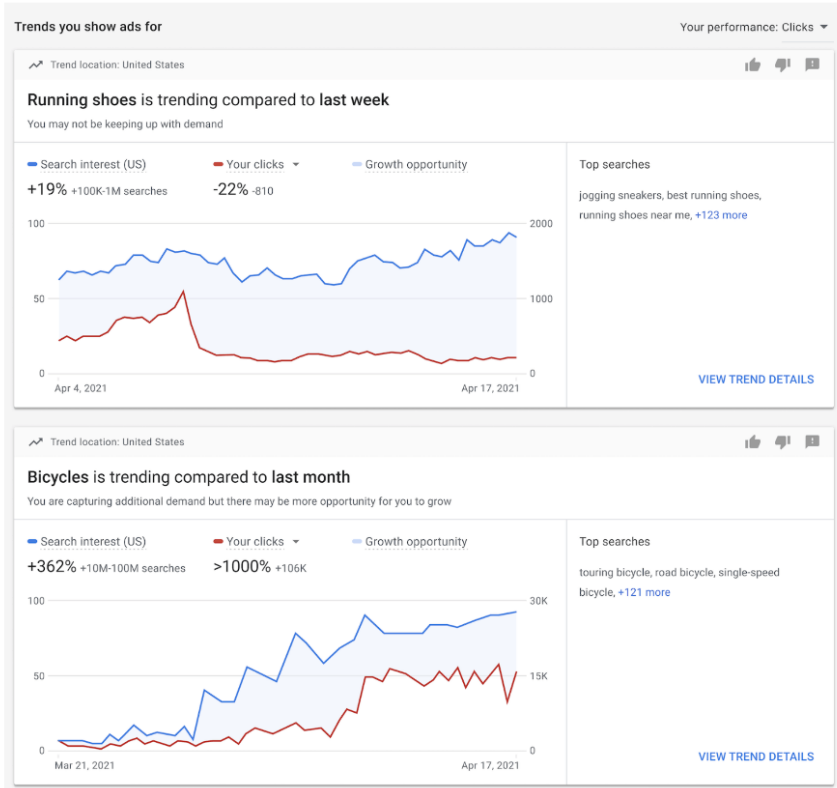 Trends you show ads for
Your performance: Clicks
Trend location: United States
Running shoes is trending compared to last week
You may not be keeping up with demand
Search interest (US)
Your clicks
Growth opportunity
+19% +100K-1M searches
-22% -810
100
50
0
2000
1000
0
Apr 4, 2021
Apr 17, 2021
Top searches
jogging sneakers, best running shoes,
running shoes near me, +123 more
VIEW TREND DETAILS
Trend location: United States
Bicycles is trending compared to last month
You are capturing additional demand but there may be more opportunity for you to grow
Search interest (US)
Your clicks
Growth opportunity
+362% +10M-100M searches
>1000% +106K
100
50
0
30K
15K
0
Mar 21, 2021
Apr 17, 2021
Top searches
touring bicycle, road bicycle, single-speed
bicycle, +121 more
VIEW TREND DETAILS